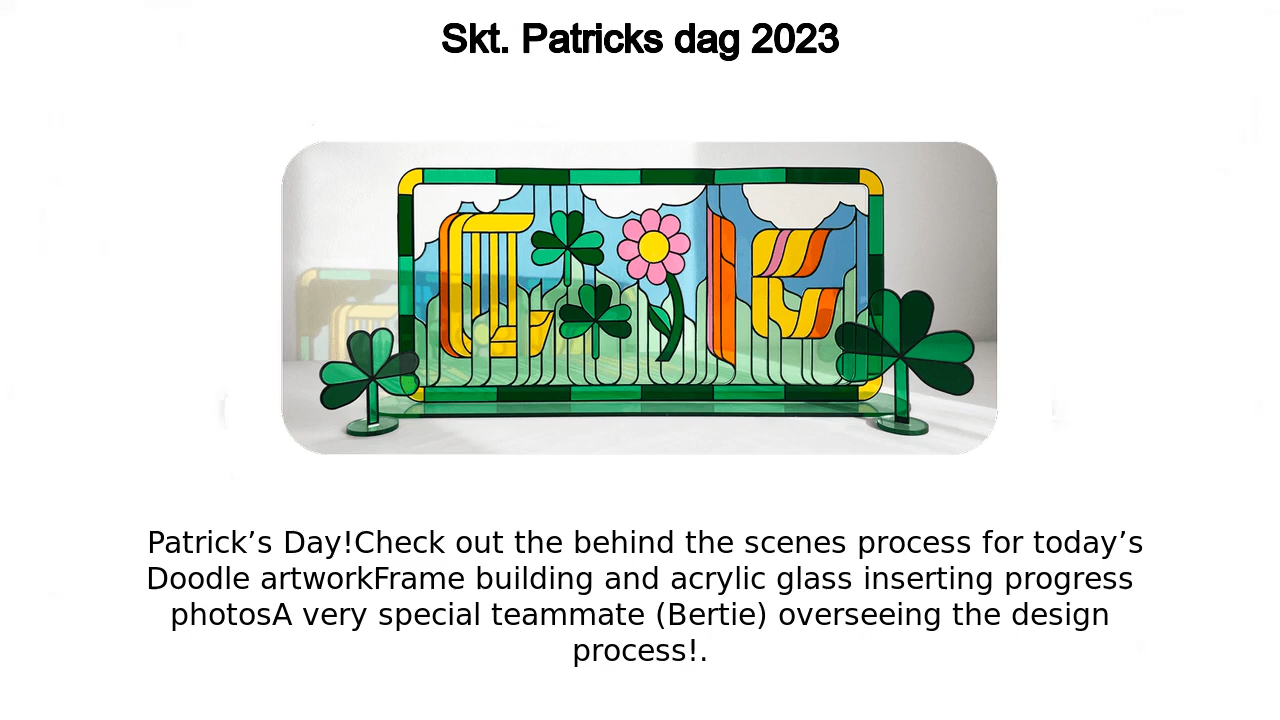 Skt. Patricks dag 2023
Patrick’s Day!Check out the behind the scenes process for today’s
Doodle artworkFrame building and acrylic glass inserting progress
photosA very special teammate (Bertie) overseeing the design
process!.